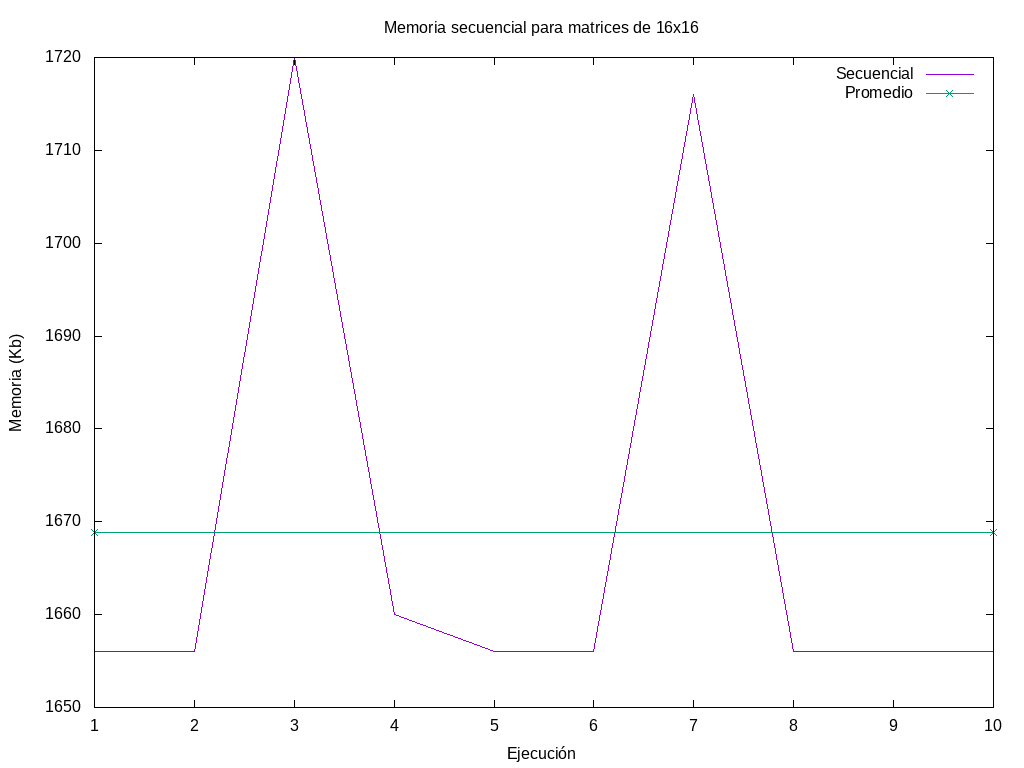 Memoria secuencial para matrices de 16x16
Secuencial
Promedio
Memoria (Kb)
1720
1710
1700
1690
1680
1670
1660
1650
1 2 3 4 5 6 7 8 9 10
Ejecución